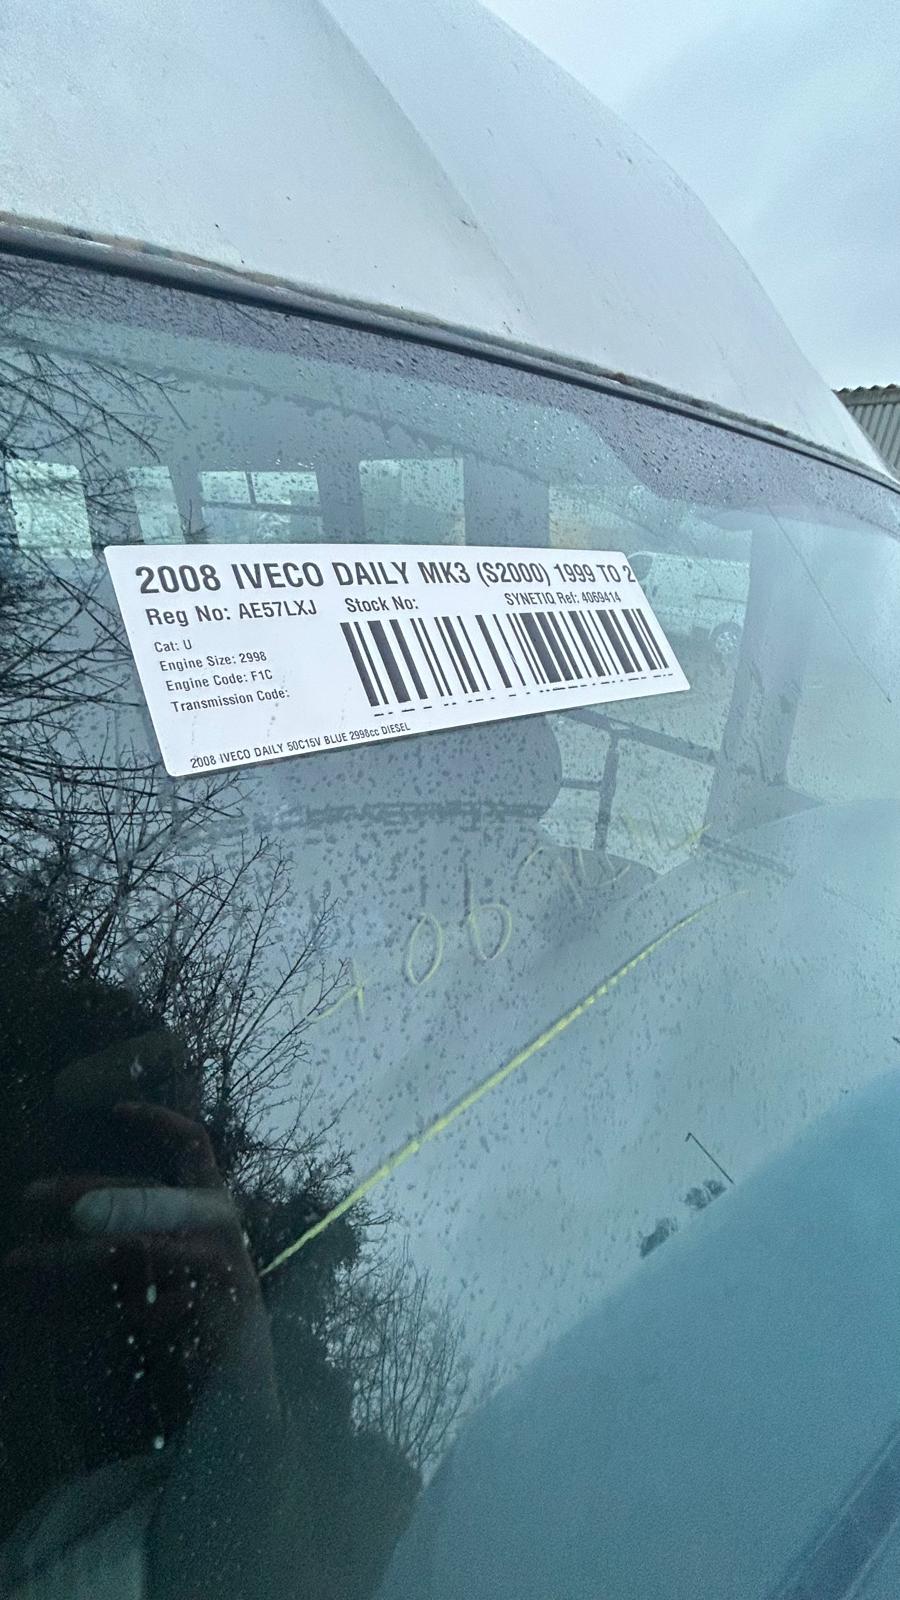 2008 IVECO DAILY MK3 (S2000) 1999 TO 2
Reg No: AE57LXJ
Stock No:
SYNETIQ Ref: 4069414
Cat: U
Engine Size: 2998
Engine Code: F1C
Transmission Code:
2008 IVECO DAILY 50C15V BLUE 2998cc DIESEL